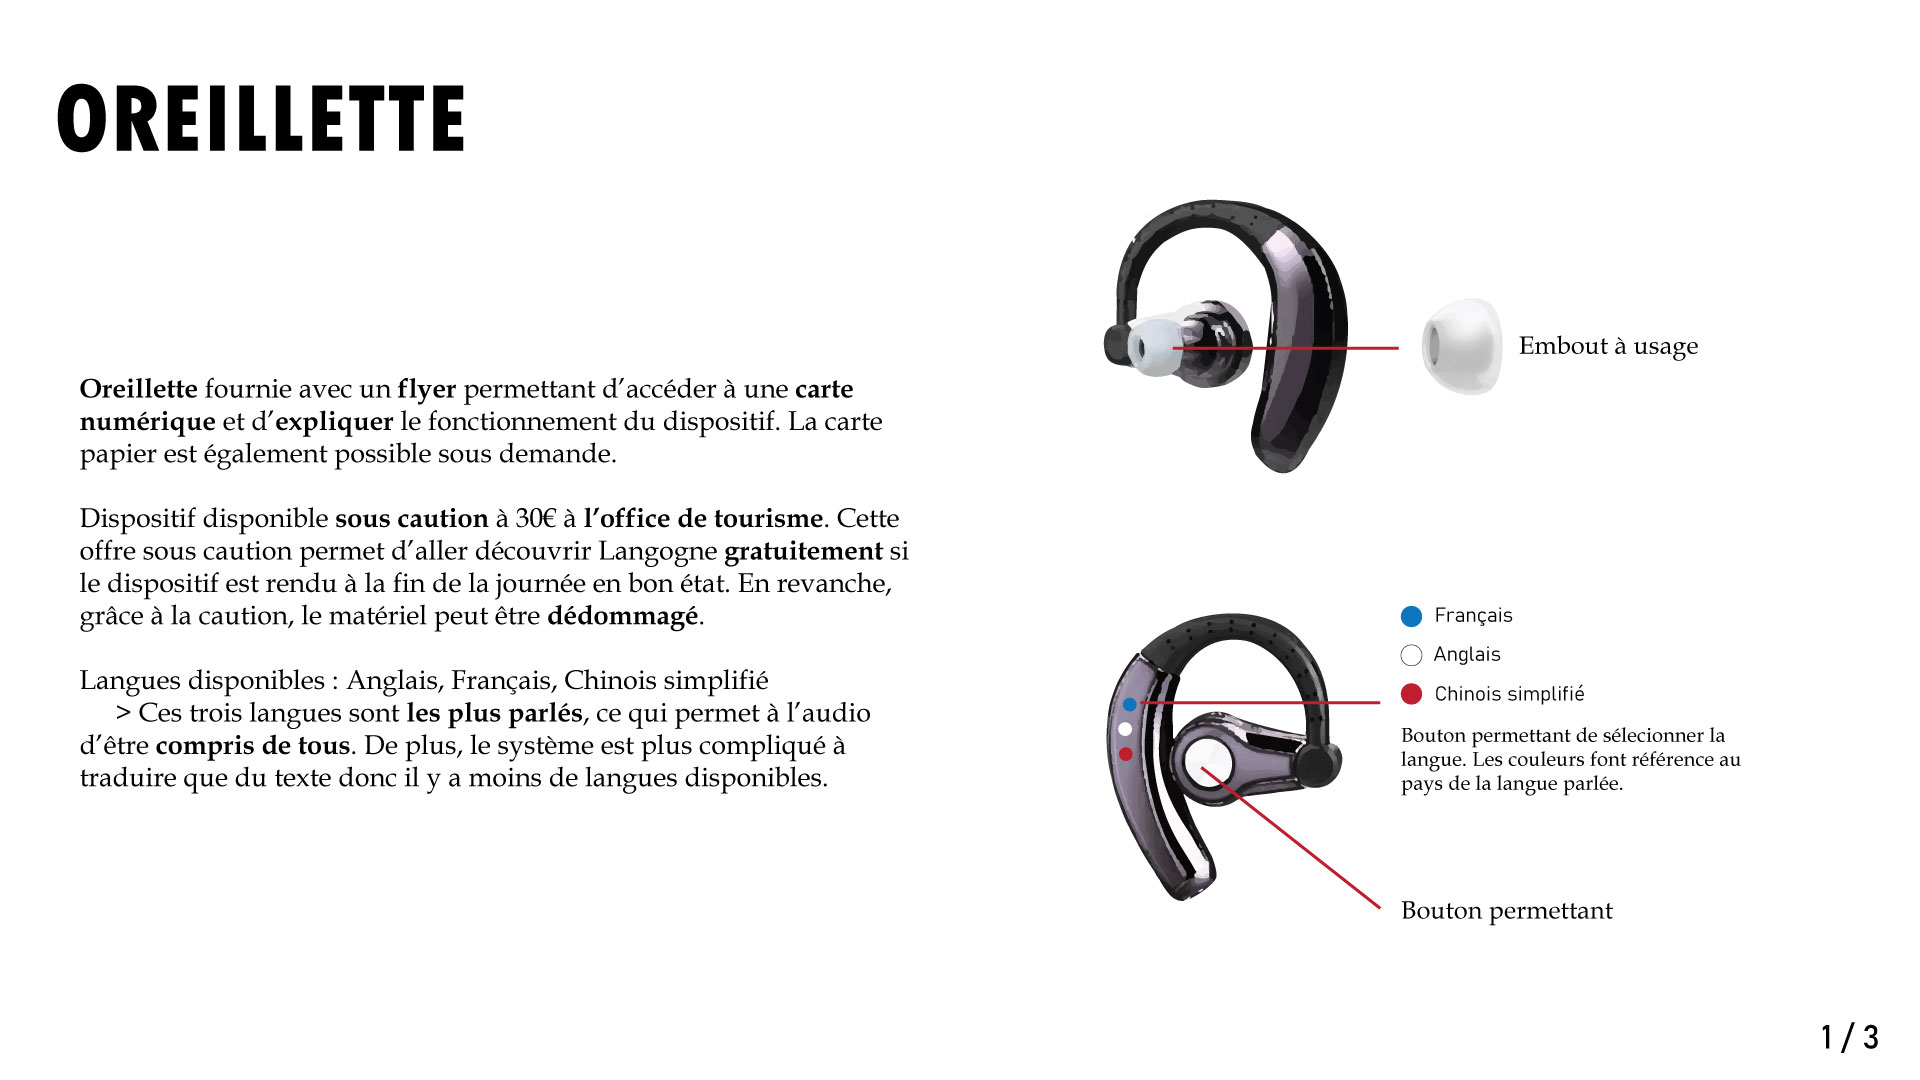 OREILLETTE
Oreillette fournie avec un flyer permettant d’accéder à une carte
numérique et d’expliquer le fonctionnement du dispositif. La carte
papier est également possible sous demande.
Dispositif disponible sous caution à 30€ à l’office de tourisme. Cette
offre sous caution permet d’aller découvrir Langogne gratuitement si
le dispositif est rendu à la fin de la journée en bon état. En revanche,
grâce à la caution, le matériel peut être dédommagé.
Langues disponibles : Anglais, Français, Chinois simplifié
> Ces trois langues sont les plus parlés, ce qui permet à l’audio
d’être compris de tous. De plus, le système est plus compliqué à
traduire que du texte donc il y a moins de langues disponibles.
Embout à usage
Français
Anglais
Chinois simplifié
Bouton permettant de sélecionner la
langue. Les couleurs font référence au
pays de la langue parlée.
Bouton permettant
1 / 3